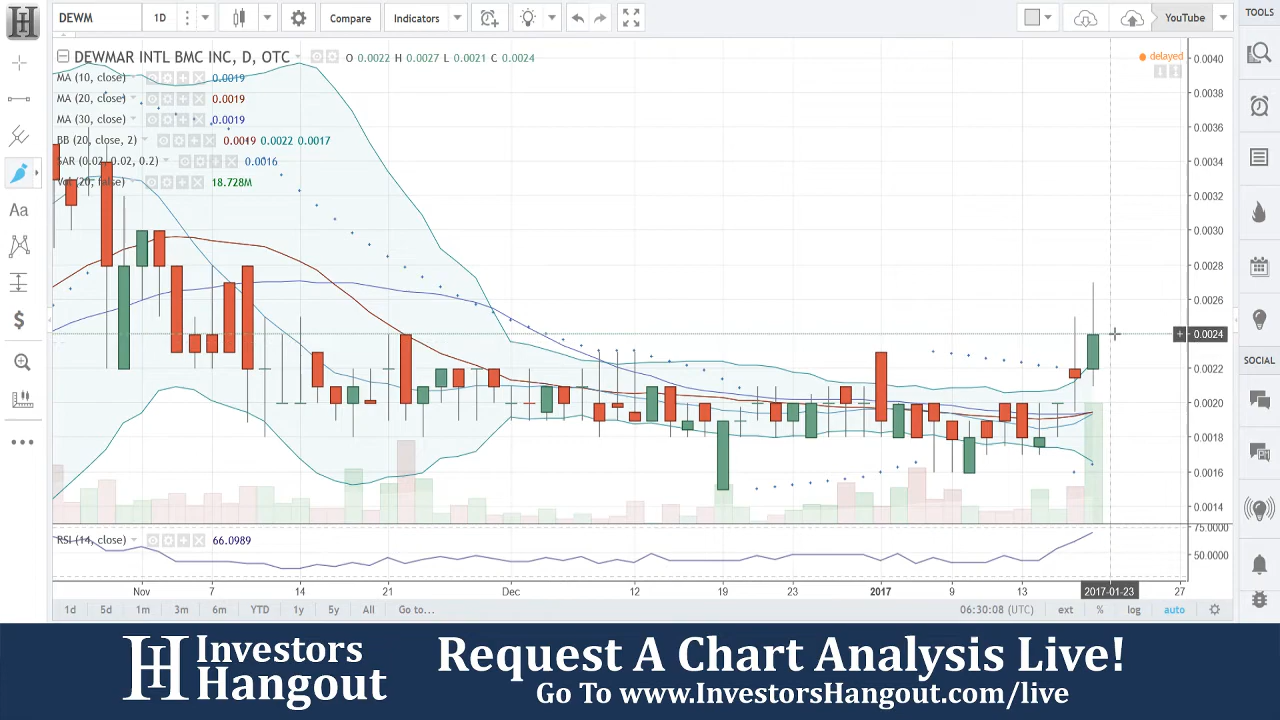 DEWM 1D Compare Indicators YouTube TOOLS
DEWMAR INTL BMC INC, D, OTC O 0.0022 H 0.0027 L 0.0021 C 0.0024
delayed
MA (10, close) 0.0019
MA (20, close) 0.0019
MA (30, close) 0.0019
BB (20, close, 2) 0.0019 0.0022 0.0017
SAR (0.02, 0.02, 0.2) 0.0016
Vol (20, false) 18.728M
0.0040
0.0038
0.0036
0.0034
0.0032
0.0030
0.0028
0.0026
0.0024
0.0022
0.0020
0.0018
0.0016
0.0014
Aa
SOCIAL
RSI (14, close) 66.0989
75.0000
50.0000
Nov 7 14 21 Dec 12 19 23 2017 9 13 2017-01-23 27
1d 5d 1m 3m 6m YTD 1y 5y All Go to... 06:30:08 (UTC) ext % log auto
IH Investors Hangout
Request A Chart Analysis Live!
Go To www.InvestorsHangout.com/live